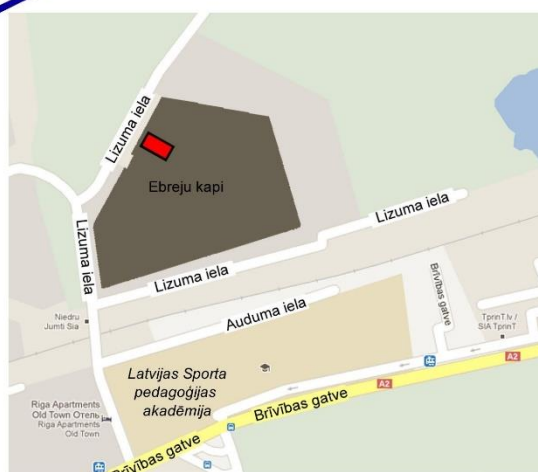 Lizuma iela
Ebreju kapi
Lizuma iela
Lizuma iela
Lizuma iela
Brīvības gatve
Niedru
Jumti Sia
Auduma iela
TprinT.lv /
SIA TprinT
Latvijas Sporta
pedagoģijas
akadēmija
A2
A2
Riga Apartments
Old Town Отель
Riga Apartments
Old Town
Brīvības gatve
Brīvības gatve